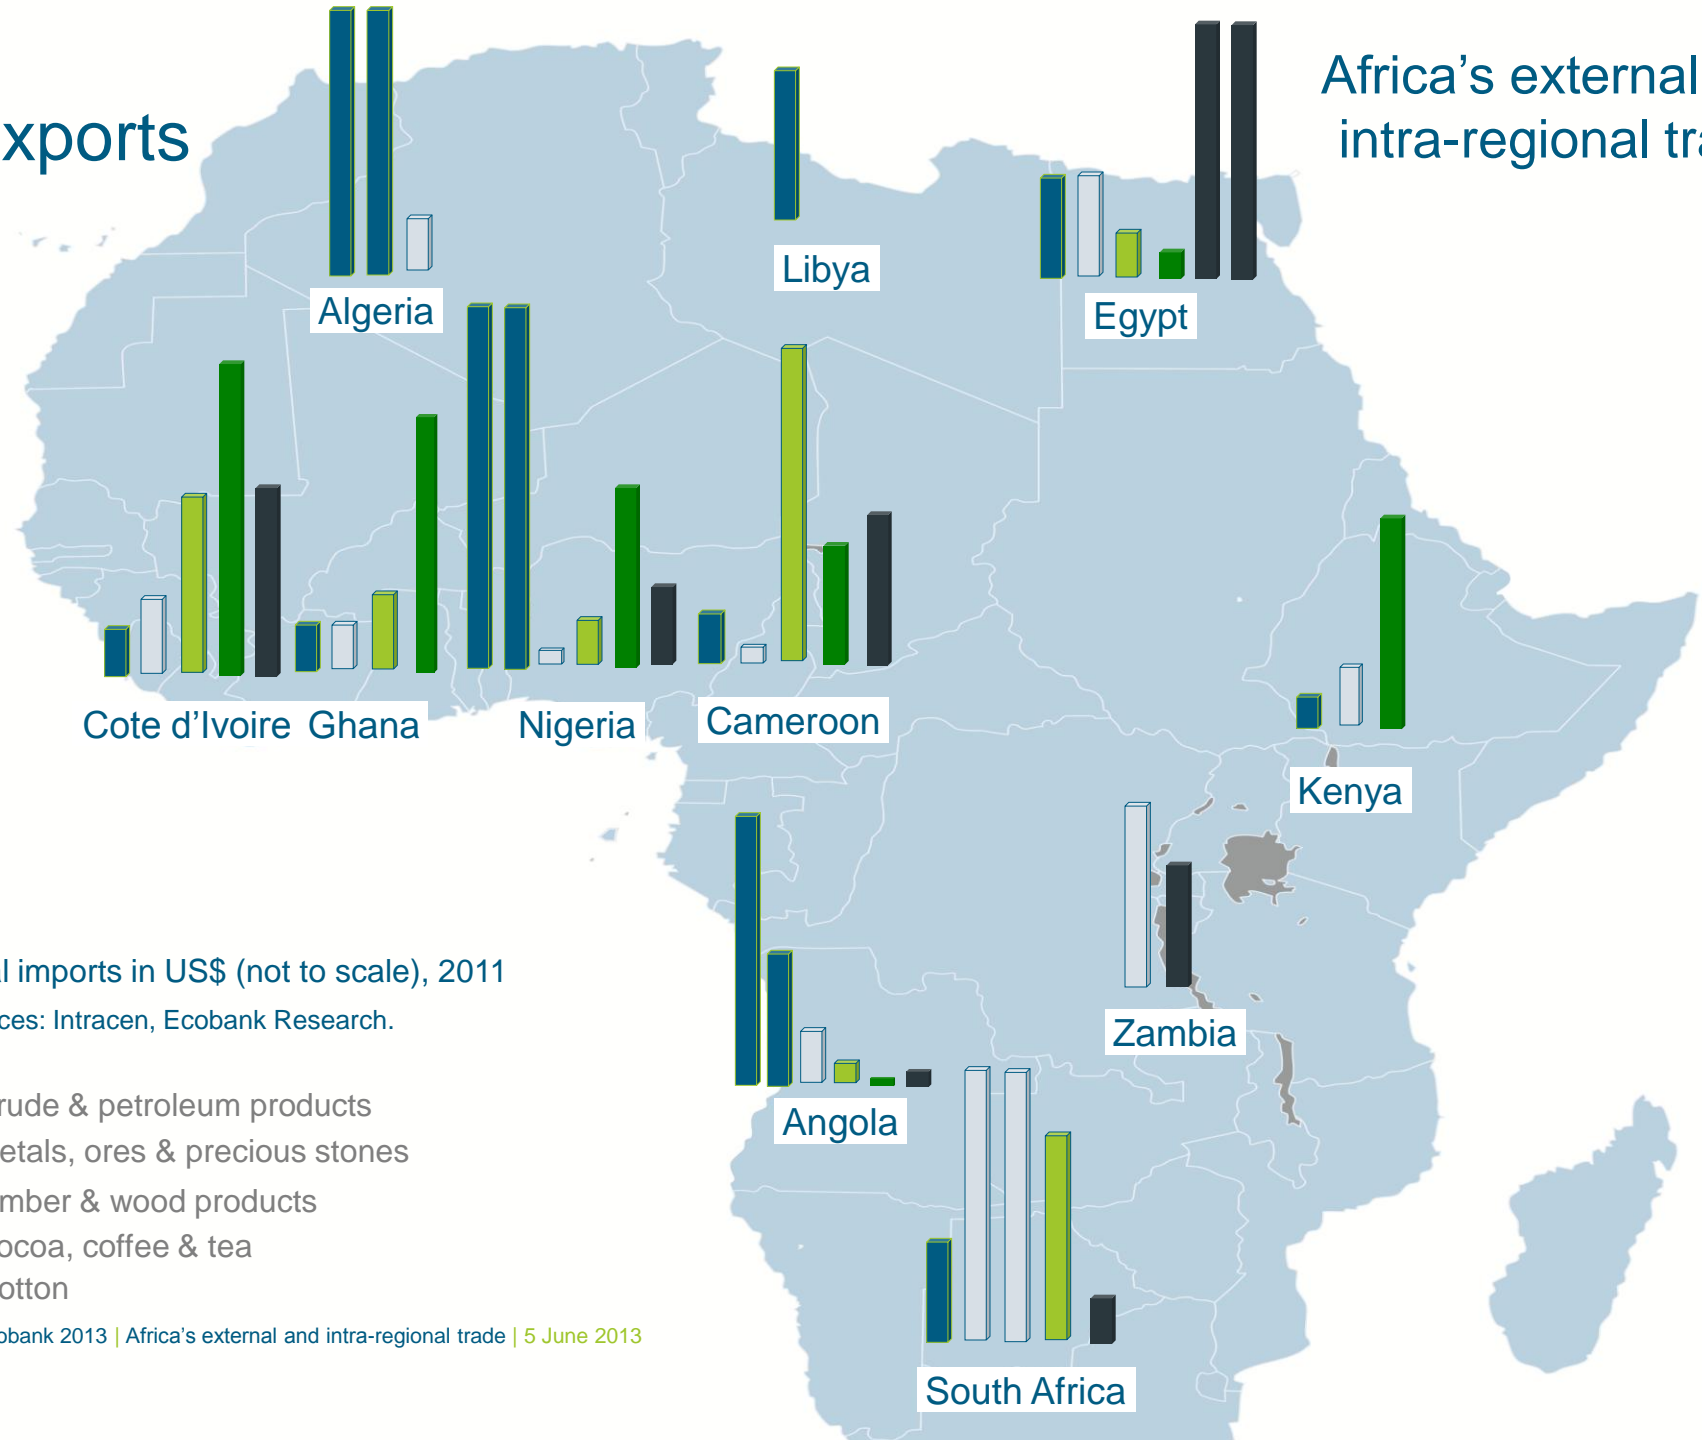 xports
Africa’s external
intra-regional tra
Libya
Algeria
Egypt
Cote d’Ivoire
Ghana
Nigeria
Cameroon
Kenya
Zambia
Angola
South Africa
l imports in US$ (not to scale), 2011
ces: Intracen, Ecobank Research.
rude & petroleum products
etals, ores & precious stones
mber & wood products
ocoa, coffee & tea
otton
obank 2013 | Africa’s external and intra-regional trade | 5 June 2013